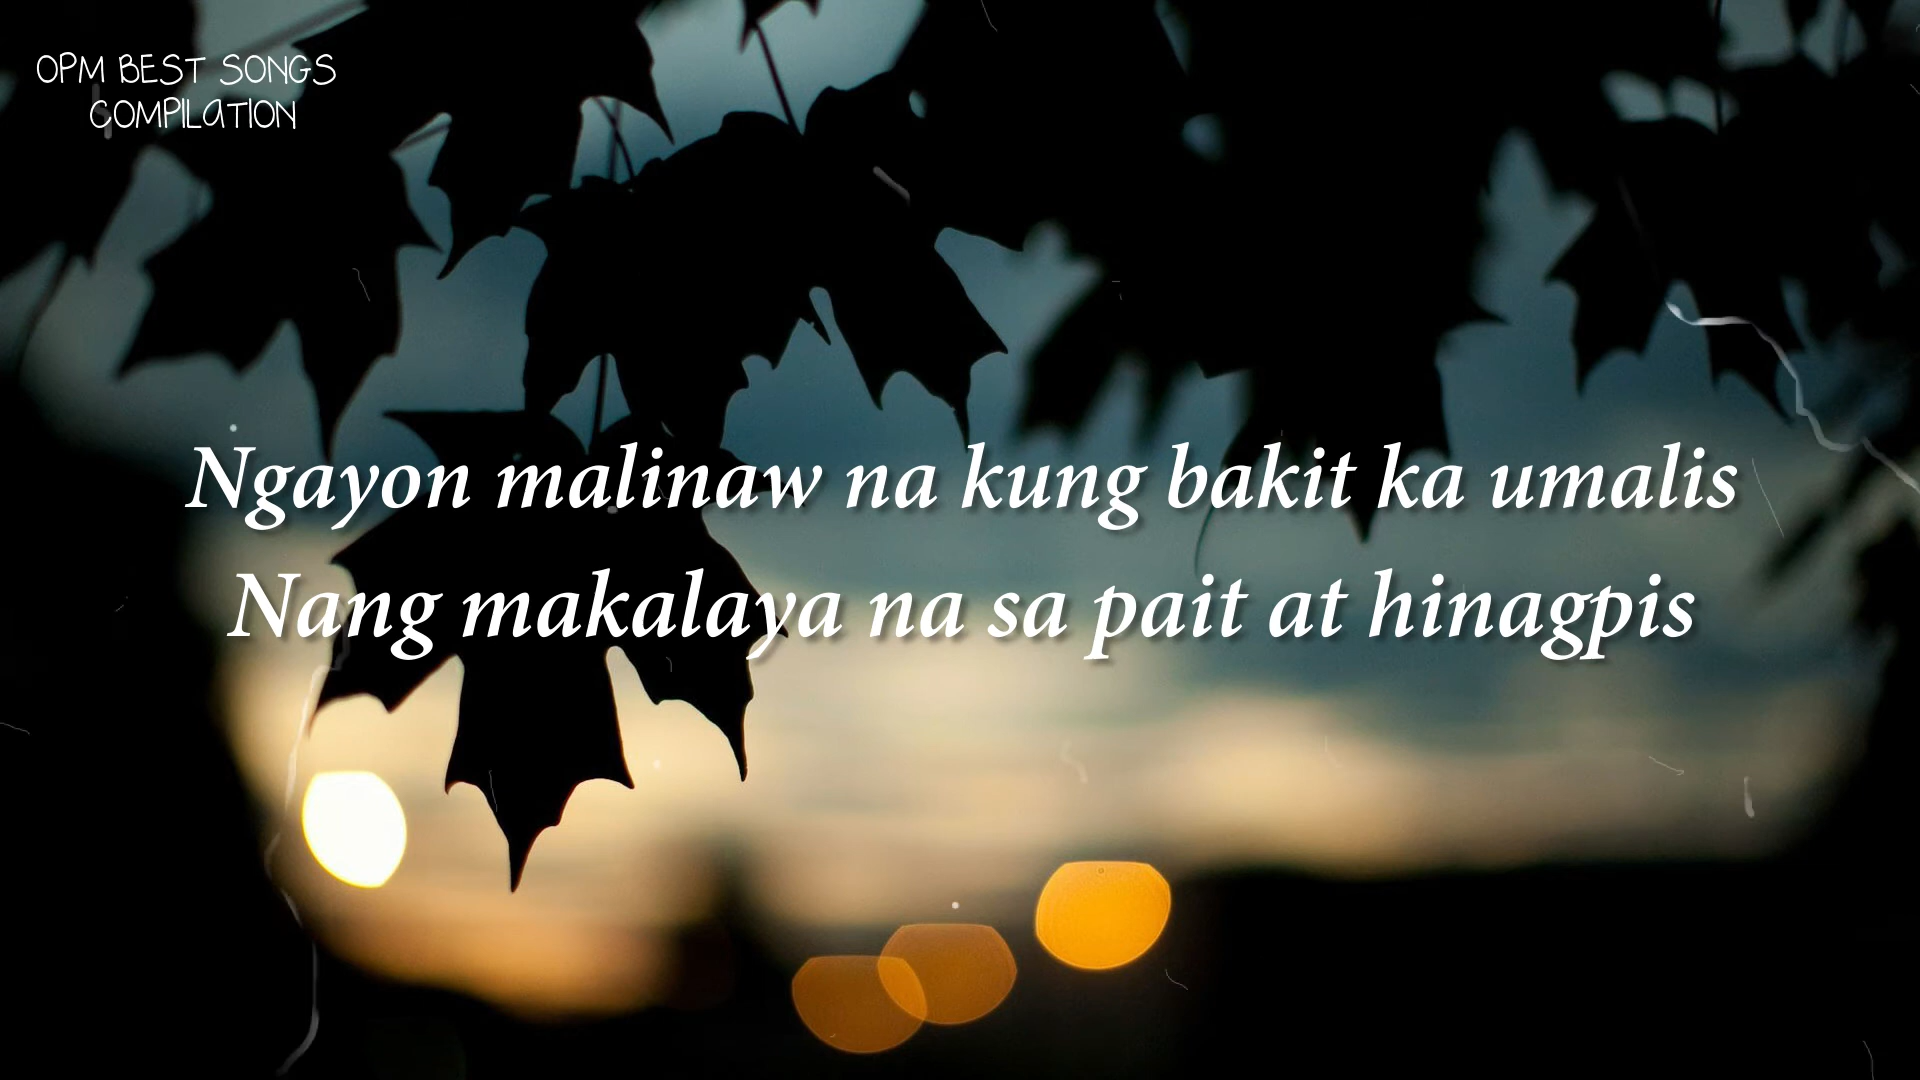 OPM BEST SONGS
COMPILATION
Ngayon malinaw na kung bakit ka umalis
Nang makalaya na sa pait at hinagpis